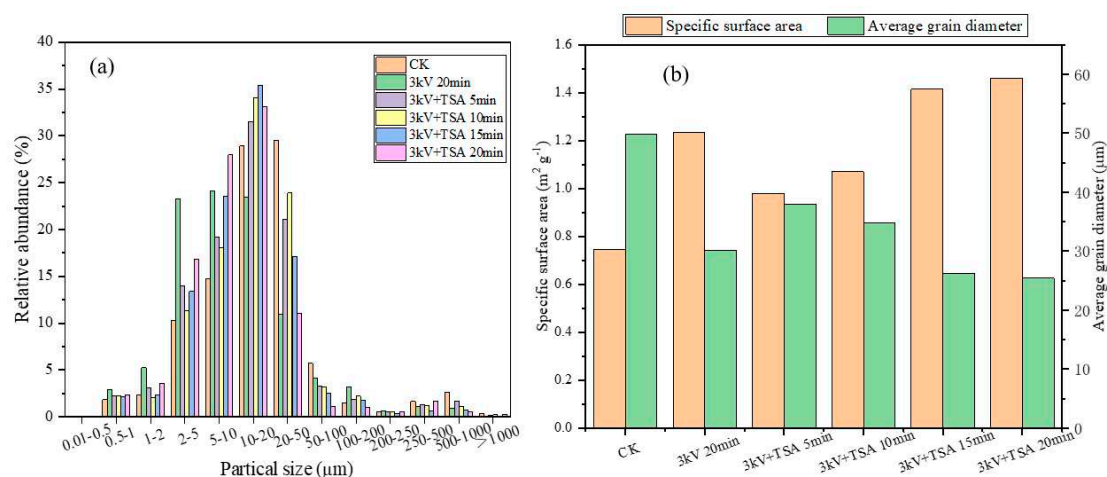 (a)
CK
3kV 20min
3kV+TSA 5min
3kV+TSA 10min
3kV+TSA 15min
3kV+TSA 20min
Relative abundance (%)
40
35
30
25
20
15
10
5
0
0.01-0.5
0.5-1
1-2
2-5
5-10
10-20
20-50
50-100
100-200
200-250
250-500
500-1000
>1000
Partical size (μm)
Specific surface area
Average grain diameter
(b)
Specific surface area (m² g⁻¹)
1.6
1.4
1.2
1.0
0.8
0.6
0.4
0.2
0.0
Average grain diameter (μm)
60
50
40
30
20
10
0
CK
3kV 20min
3kV+TSA 5min
3kV+TSA 10min
3kV+TSA 15min
3kV+TSA 20min